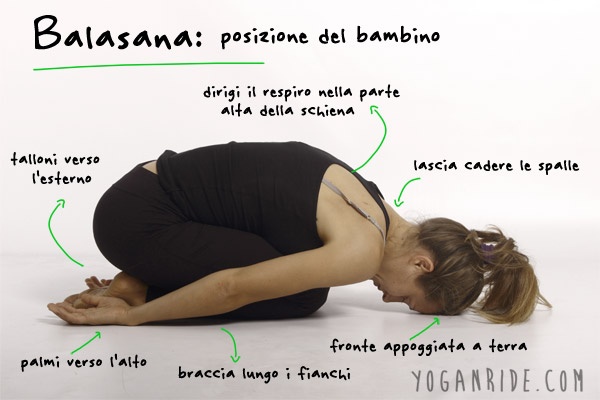 Balasana: posizione del bambino
dirigi il respiro nella parte
alta della schiena
talloni verso
l'esterno
lascia cadere le spalle
fronte appoggiata a terra
palmi verso l'alto
braccia lungo i fianchi
YOGANRIDE.COM